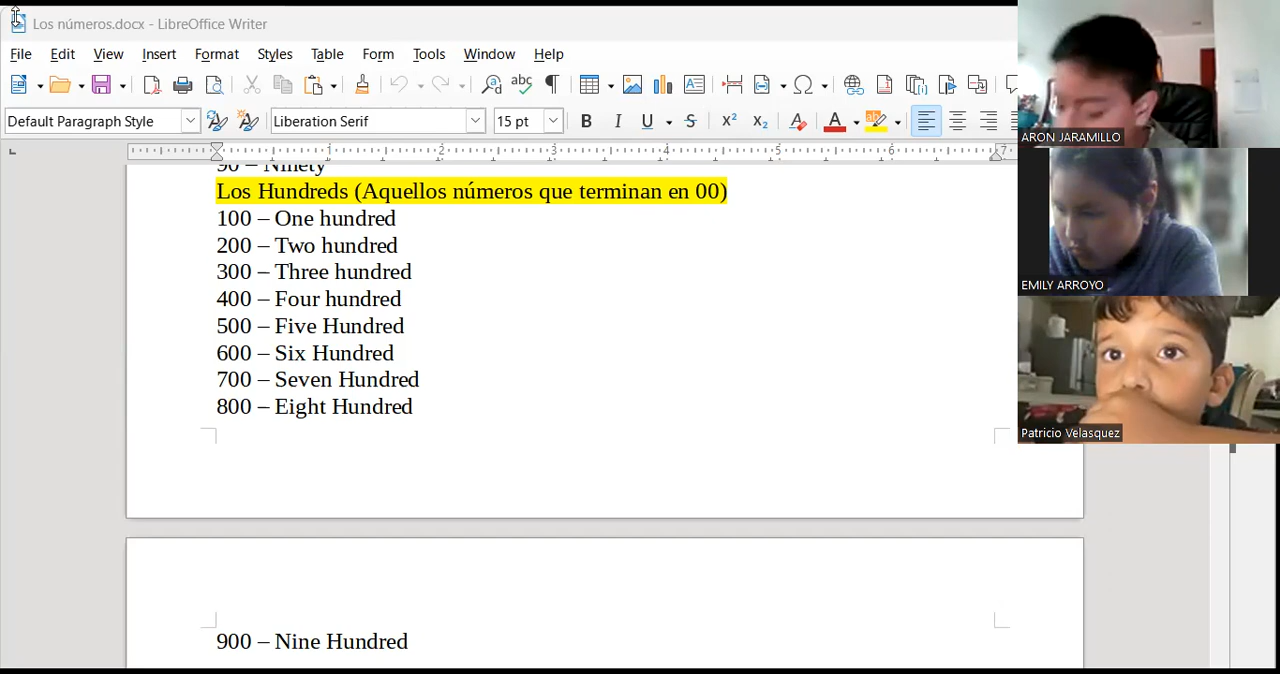 Los números.docx - LibreOffice Writer
File Edit View Insert Format Styles Table Form Tools Window Help
Default Paragraph Style Liberation Serif 15 pt
90 – Ninety
Los Hundreds (Aquellos números que terminan en 00)
100 – One hundred
200 – Two hundred
300 – Three hundred
400 – Four hundred
500 – Five Hundred
600 – Six Hundred
700 – Seven Hundred
800 – Eight Hundred
900 – Nine Hundred
ARON JARAMILLO
EMILY ARROYO
Patricio Velasquez